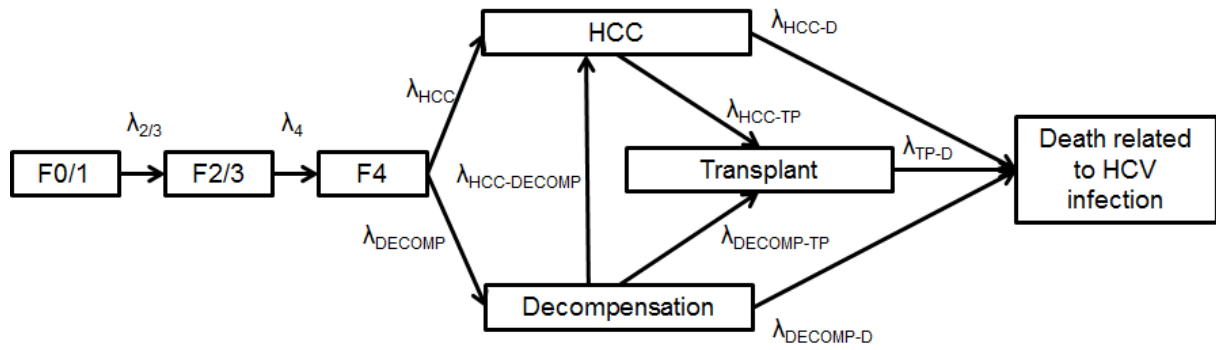 HCC
λHCC-D
λHCC
λHCC-TP
λ2/3
λ4
λTP-D
F0/1
F2/3
F4
λHCC-DECOMP
Transplant
Death related
to HCV
infection
λDECOMP
λDECOMP-TP
Decompensation
λDECOMP-D